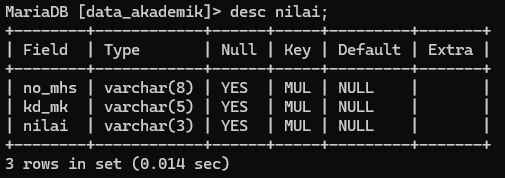 MariaDB [data_akademik]> desc nilai;
+--------+------------+------+-----+---------+-------+
| Field  | Type       | Null | Key | Default | Extra |
+--------+------------+------+-----+---------+-------+
| no_mhs | varchar(8) | YES  | MUL | NULL    |       |
| kd_mk  | varchar(5) | YES  | MUL | NULL    |       |
| nilai  | varchar(3) | YES  | MUL | NULL    |       |
+--------+------------+------+-----+---------+-------+
3 rows in set (0.014 sec)